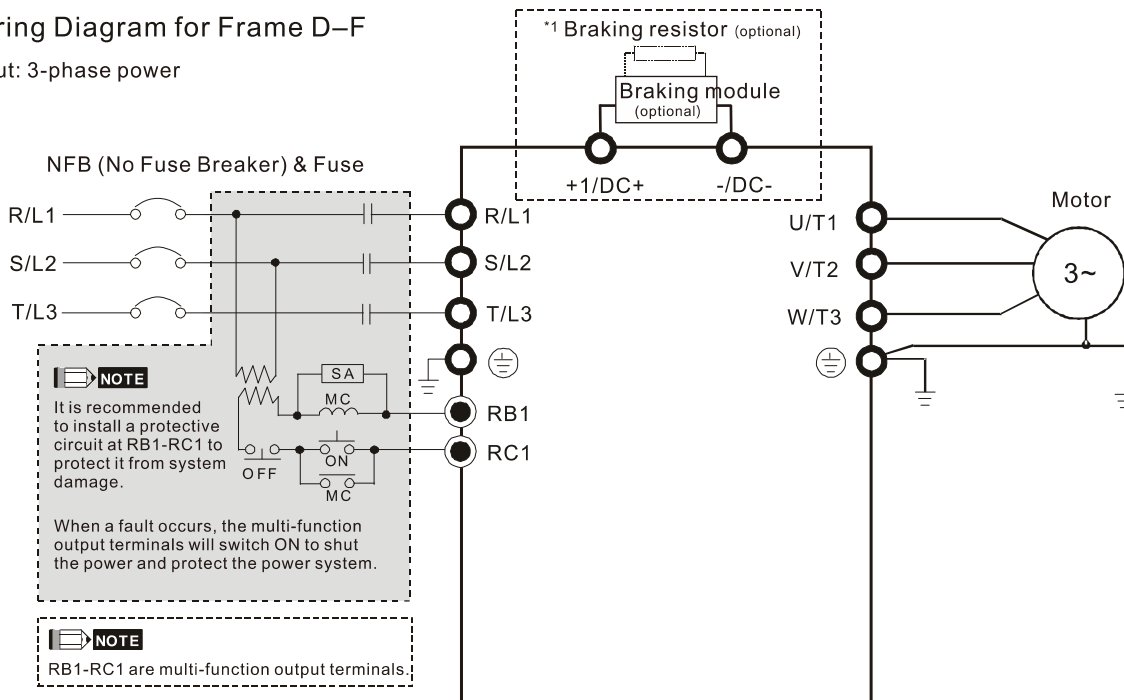 ring Diagram for Frame D–F
ut: 3-phase power
*1 Braking resistor (optional)
Braking module
(optional)
+1/DC+
-/DC-
NFB (No Fuse Breaker) & Fuse
R/L1
R/L1
S/L2
S/L2
T/L3
T/L3
U/T1
V/T2
W/T3
Motor
3~
NOTE
It is recommended
to install a protective
circuit at RB1-RC1 to
protect it from system
damage.
SA
MC
RB1
OFF
ON
RC1
MC
When a fault occurs, the multi-function
output terminals will switch ON to shut
the power and protect the power system.
NOTE
RB1-RC1 are multi-function output terminals.